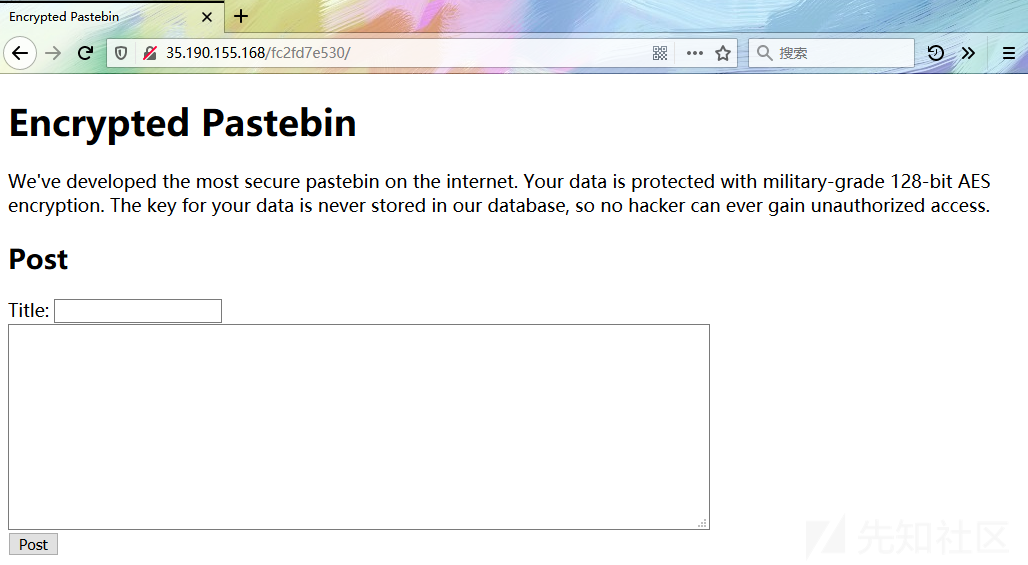 Encrypted Pastebin
35.190.155.168/fc2fd7e530/
搜索
Encrypted Pastebin
We've developed the most secure pastebin on the internet. Your data is protected with military-grade 128-bit AES
encryption. The key for your data is never stored in our database, so no hacker can ever gain unauthorized access.
Post
Title:
Post
先知社区